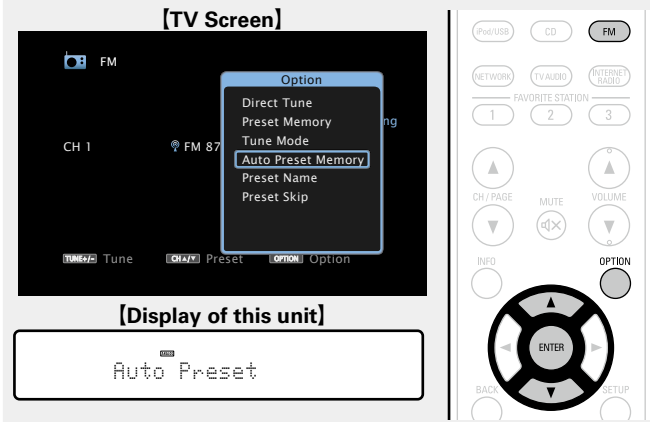 【TV Screen】
FM
Option
Direct Tune
Preset Memory
ng
Tune Mode
CH 1
FM 87
Auto Preset Memory
Preset Name
Preset Skip
TUNE+/- Tune
CH▲/▼ Preset
OPTION Option
【Display of this unit】
Auto Preset
iPod/USB
CD
FM
NETWORK
TV AUDIO
INTERNET
RADIO
FAVORITE STATION
1
2
3
CH / PAGE
MUTE
VOLUME
INFO
OPTION
ENTER
BACK
SETUP